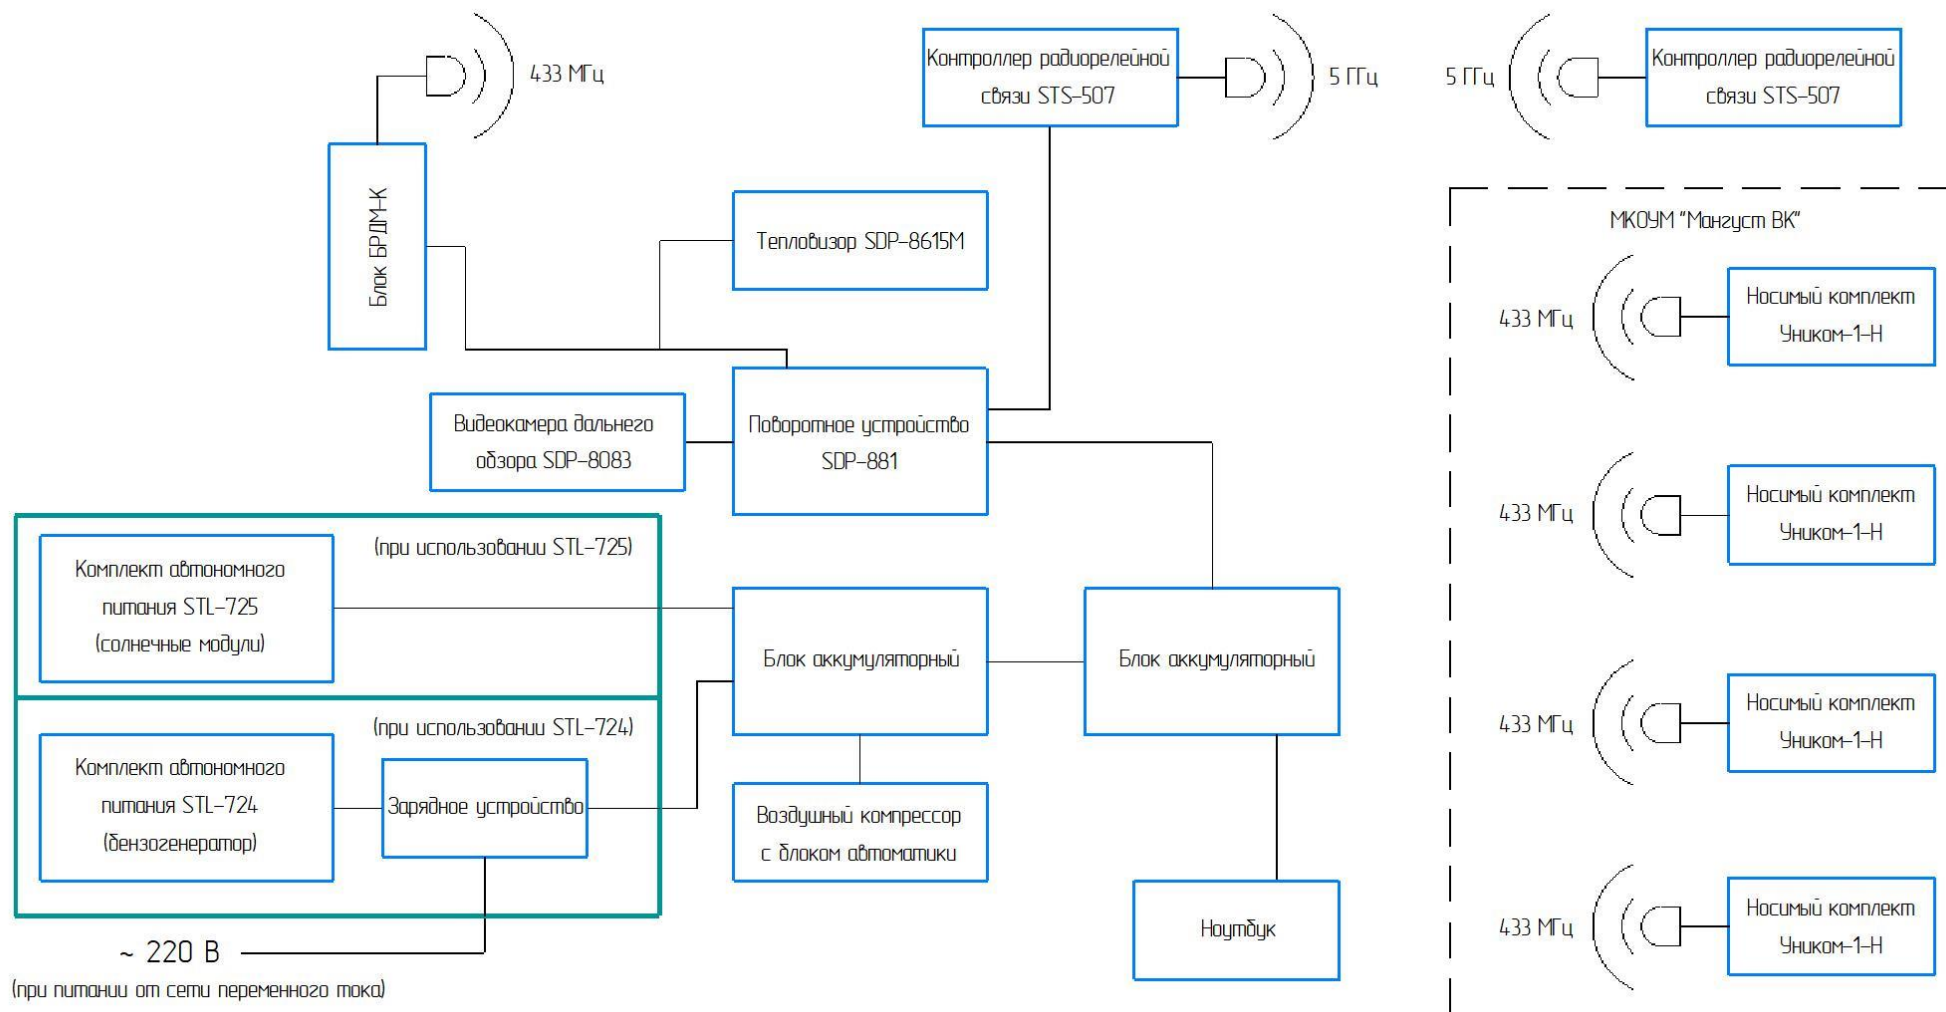 433 МГц
Контроллер радиорелейной
связи STS-507
5 ГГц
5 ГГц
Контроллер радиорелейной
связи STS-507
Блок БРДМ-К
Тепловизор SDP-8615М
МКОУМ "Мангуст ВК"
433 МГц
Носимый комплект
Уником-1-Н
Видеокамера дальнего
обзора SDP-8083
Поворотное устройство
SDP-881
433 МГц
Носимый комплект
Уником-1-Н
(при использовании STL-725)
Комплект автономного
питания STL-725
(солнечные модули)
Блок аккумуляторный
Блок аккумуляторный
433 МГц
Носимый комплект
Уником-1-Н
(при использовании STL-724)
Комплект автономного
питания STL-724
(бензогенератор)
Зарядное устройство
Воздушный компрессор
с блоком автоматики
Ноутбук
433 МГц
Носимый комплект
Уником-1-Н
~ 220 В
(при питании от сети переменного тока)